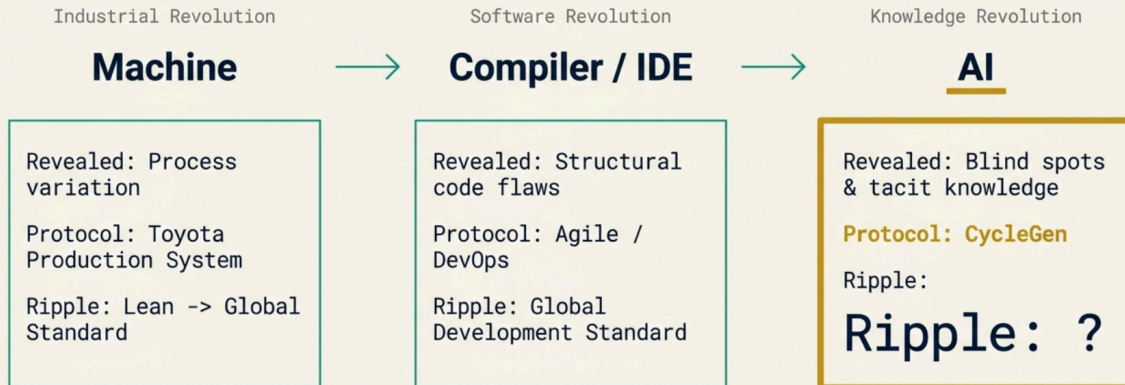 Industrial Revolution
Machine
Revealed: Process
variation
Protocol: Toyota
Production System
Ripple: Lean -> Global
Standard
Software Revolution
Compiler / IDE
Revealed: Structural
code flaws
Protocol: Agile /
DevOps
Ripple: Global
Development Standard
Knowledge Revolution
AI
Revealed: Blind spots
& tacit knowledge
Protocol: CycleGen
Ripple:
Ripple: ?